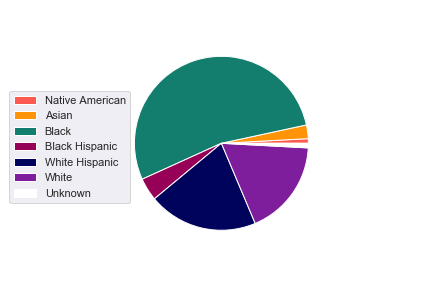 Native American
Asian
Black
Black Hispanic
White Hispanic
White
Unknown